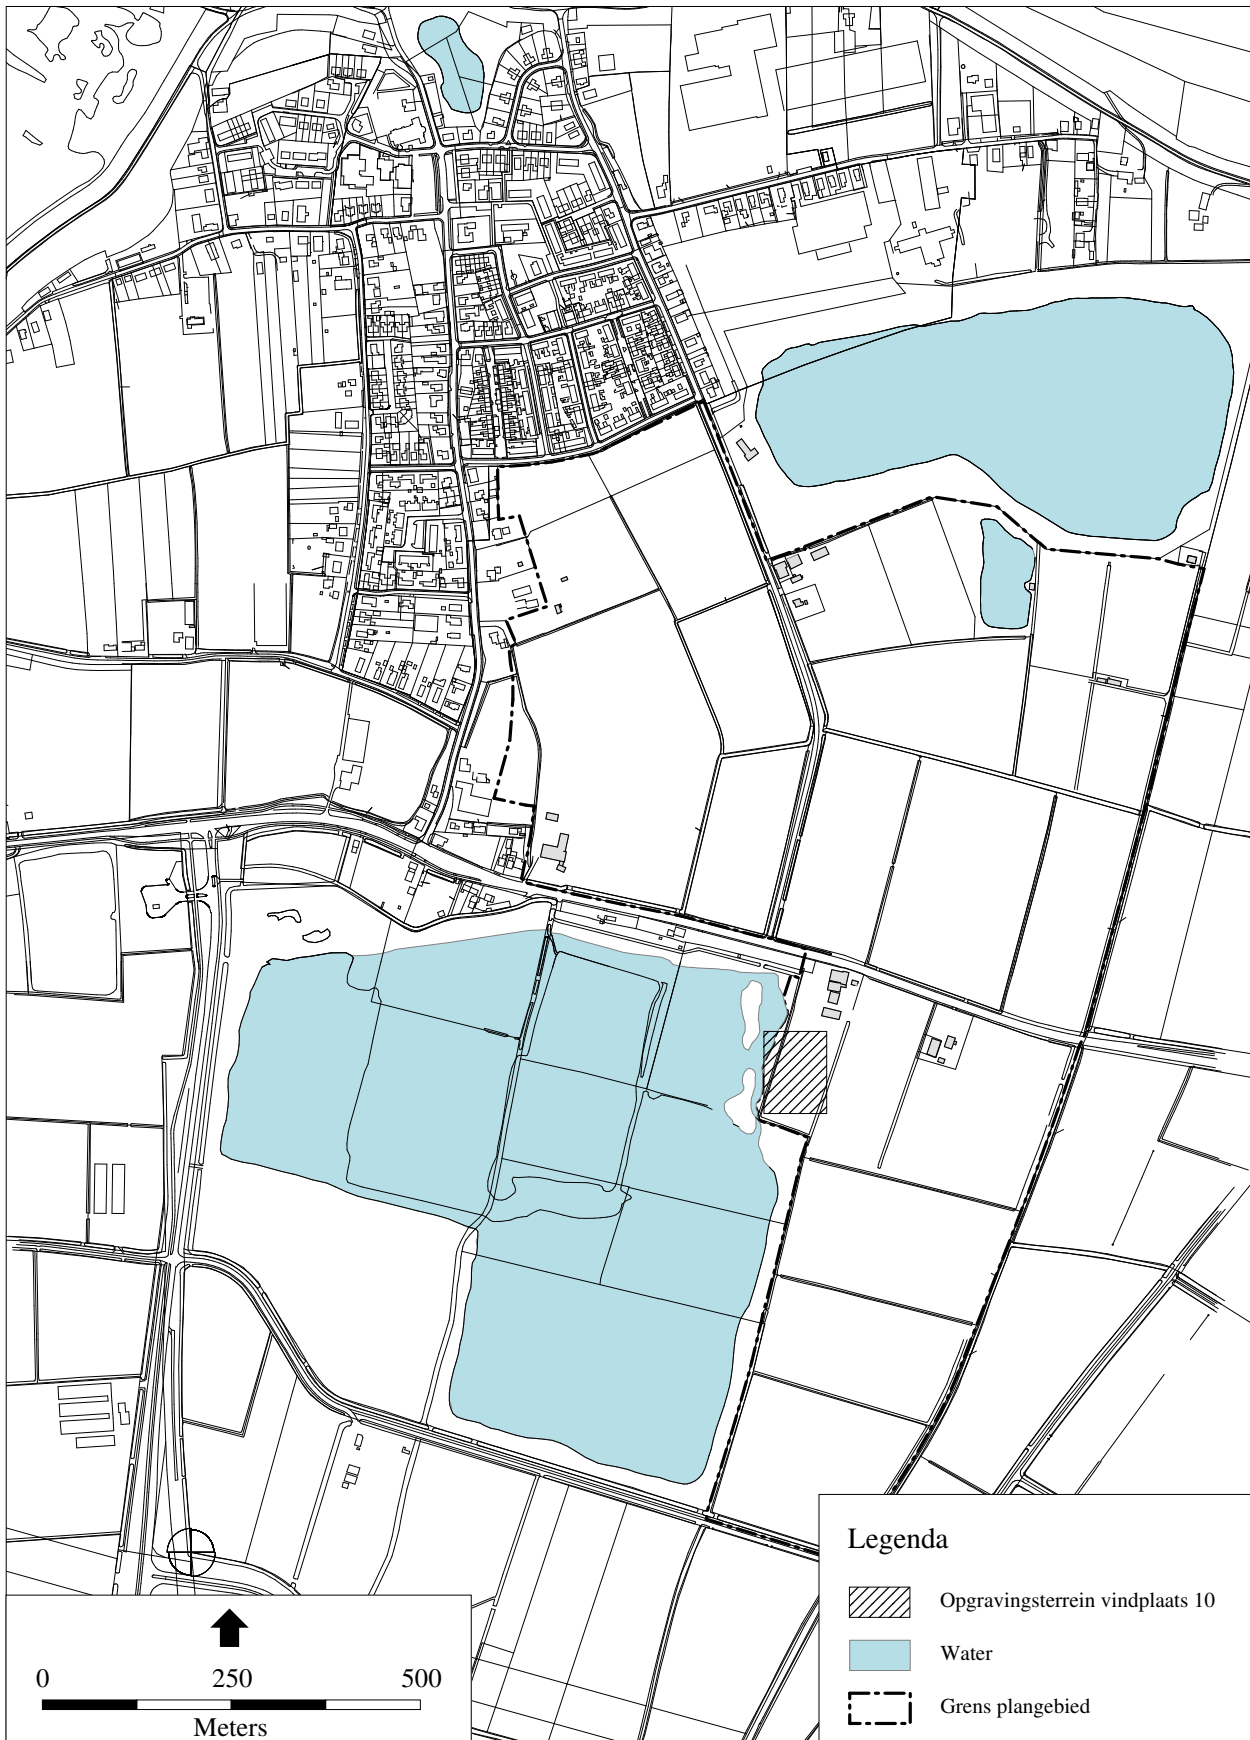 Legenda
Opgravingsterrein vindplaats 10
Water
Grens plangebied
0 250 500
Meters